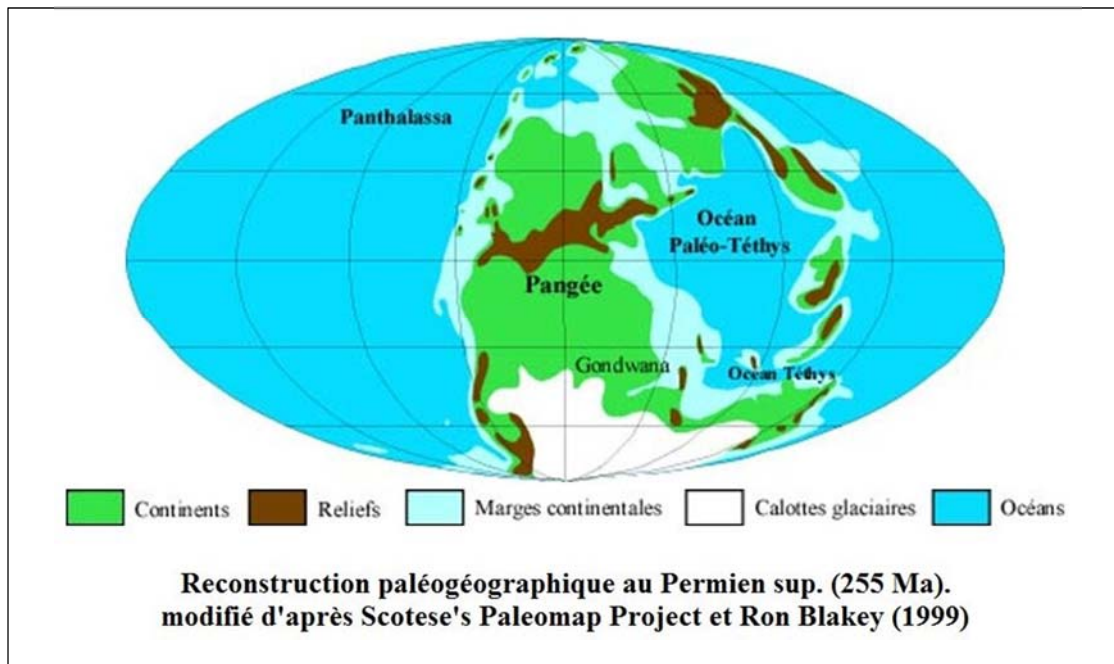 Panthalassa
Océan
Paléo-Téthys
Pangée
Gondwana
Océan Téthys
Continents
Reliefs
Marges continentales
Calottes glaciaires
Océans
Reconstruction paléogéographique au Permien sup. (255 Ma).
modifié d'après Scotese's Paleomap Project et Ron Blakey (1999)